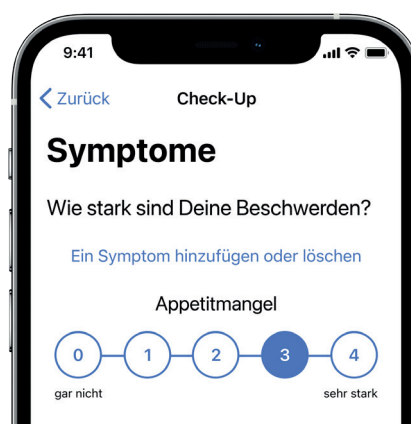 9:41
Zurück
Check-Up
Symptome
Wie stark sind Deine Beschwerden?
Ein Symptom hinzufügen oder löschen
Appetitmangel
0 1 2 3 4
gar nicht sehr stark